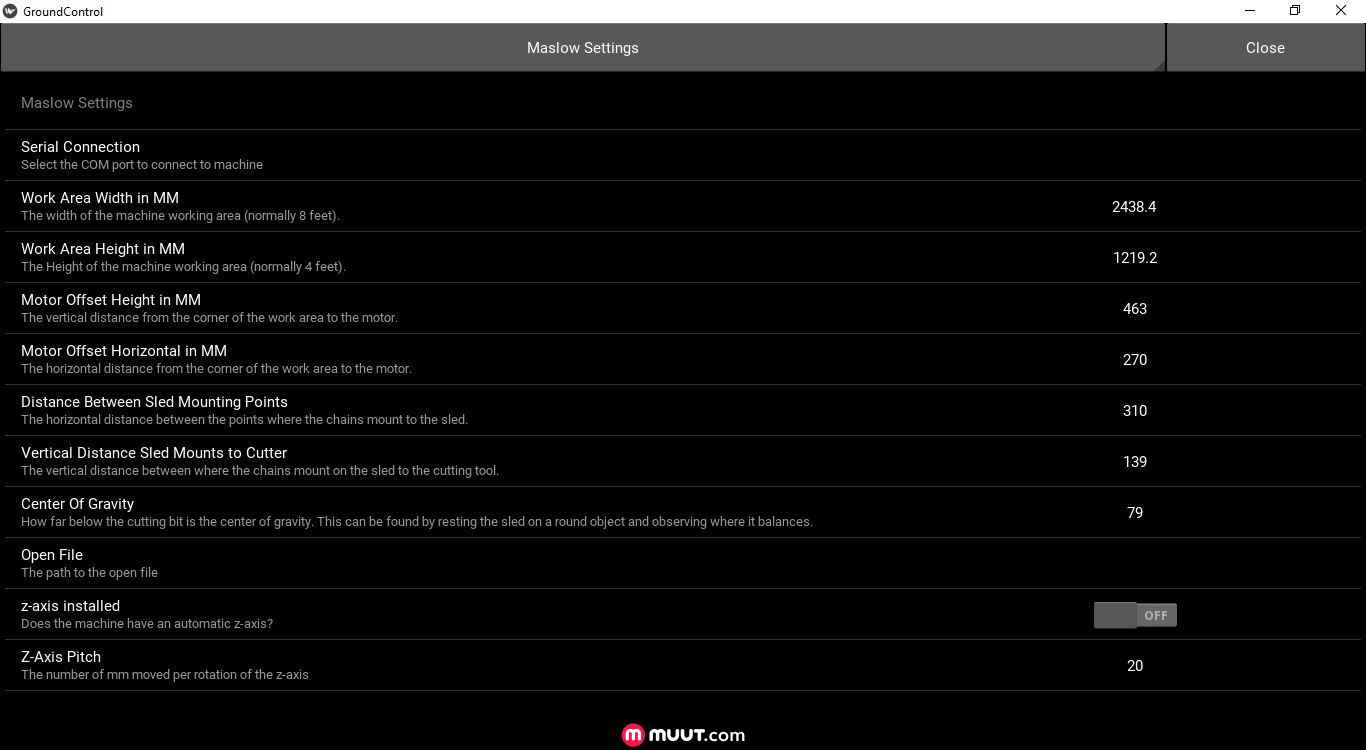 GroundControl
Maslow Settings
Close
Maslow Settings
Serial Connection
Select the COM port to connect to machine
Work Area Width in MM
The width of the machine working area (normally 8 feet).
2438.4
Work Area Height in MM
The Height of the machine working area (normally 4 feet).
1219.2
Motor Offset Height in MM
The vertical distance from the corner of the work area to the motor.
463
Motor Offset Horizontal in MM
The horizontal distance from the corner of the work area to the motor.
270
Distance Between Sled Mounting Points
The horizontal distance between the points where the chains mount to the sled.
310
Vertical Distance Sled Mounts to Cutter
The vertical distance between where the chains mount on the sled to the cutting tool.
139
Center Of Gravity
How far below the cutting bit is the center of gravity. This can be found by resting the sled on a round object and observing where it balances.
79
Open File
The path to the open file
z-axis installed
Does the machine have an automatic z-axis?
OFF
Z-Axis Pitch
The number of mm moved per rotation of the z-axis
20
m muut.com